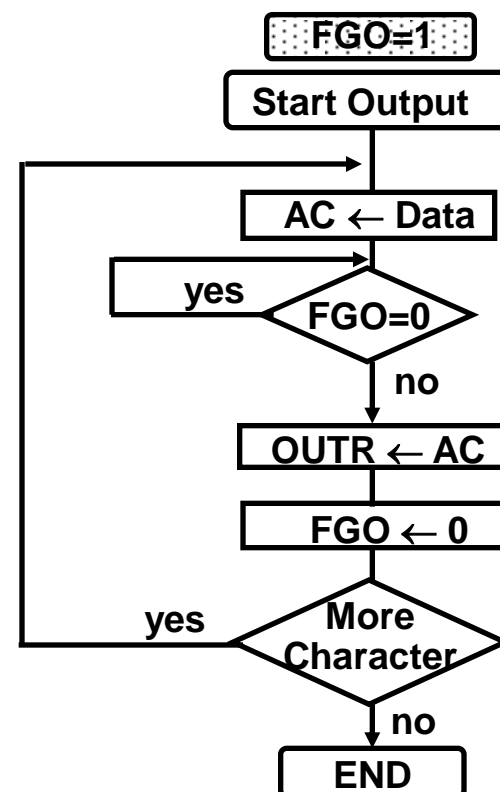 FGO=1
Start Output
AC ← Data
yes
FGO=0
no
OUTR ← AC
FGO ← 0
yes
More
Character
no
END